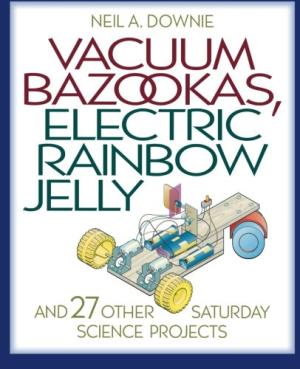 NEIL A. DOWNIE
VACUUM
BAZOOKAS,
ELECTRIC
RAINBOW
JELLY
AND 27 OTHER SATURDAY
SCIENCE PROJECTS